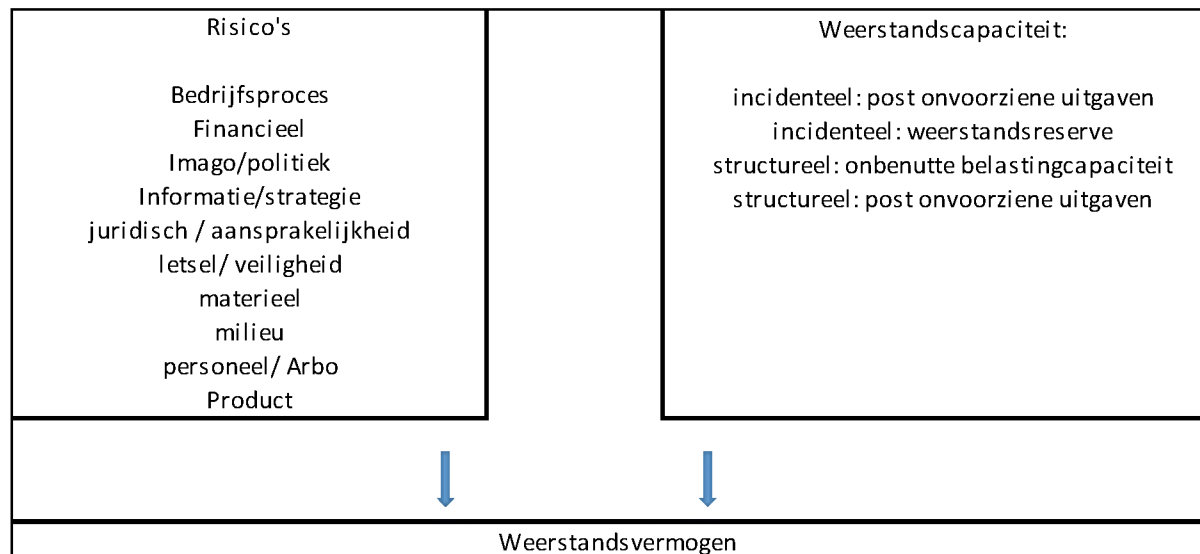 Risico's
Bedrijfsproces
Financieel
Imago/politiek
Informatie/strategie
juridisch / aansprakelijkheid
letsel/ veiligheid
materieel
milieu
personeel/ Arbo
Product
Weerstandscapaciteit:
incidenteel: post onvoorziene uitgaven
incidenteel: weerstandsreserve
structureel: onbenutte belastingcapaciteit
structureel: post onvoorziene uitgaven
Weerstandsvermogen